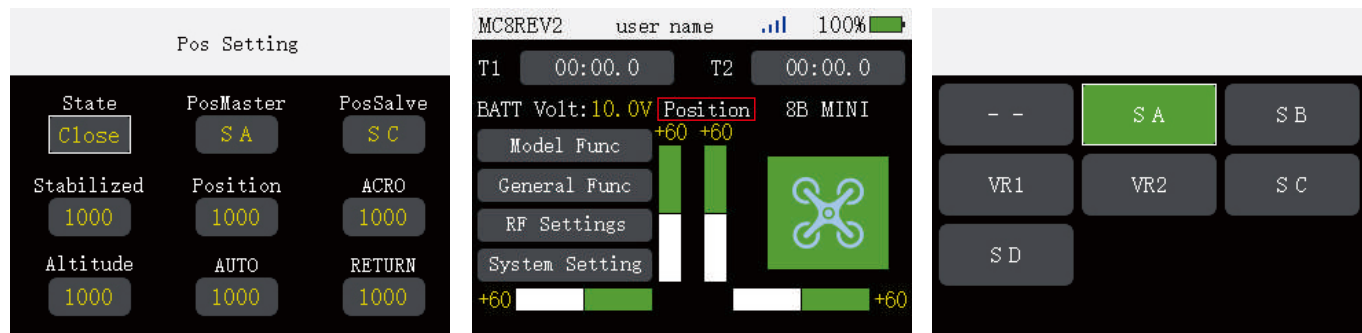 Pos Setting
State PosMaster PosSalve
Close S A S C
Stabilized Position ACRO
1000 1000 1000
Altitude AUTO RETURN
1000 1000 1000
MC8REV2 user name 100%
T1 00:00.0 T2 00:00.0
BATT Volt:10.0V Position 8B MINI
+60 +60
Model Func
General Func
RF Settings
System Setting
+60 +60
- - S A S B
VR1 VR2 S C
S D